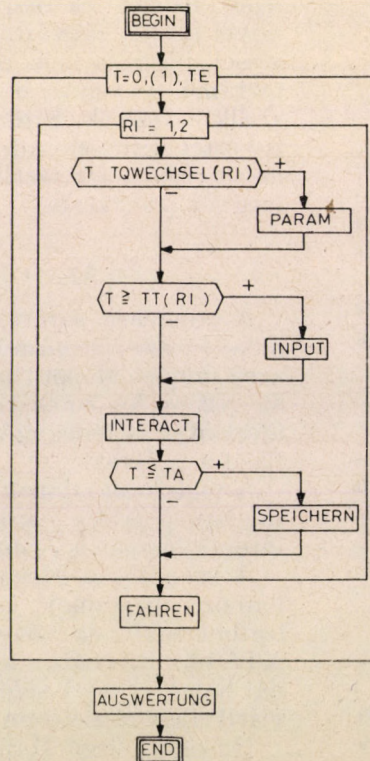 BEGIN
T=0,(1),TE
RI = 1,2
T TQWECHSEL(RI)
+
−
PARAM
T ≧ TT(RI)
+
−
INPUT
INTERACT
T ≦ TA
+
−
SPEICHERN
FAHREN
AUSWERTUNG
END